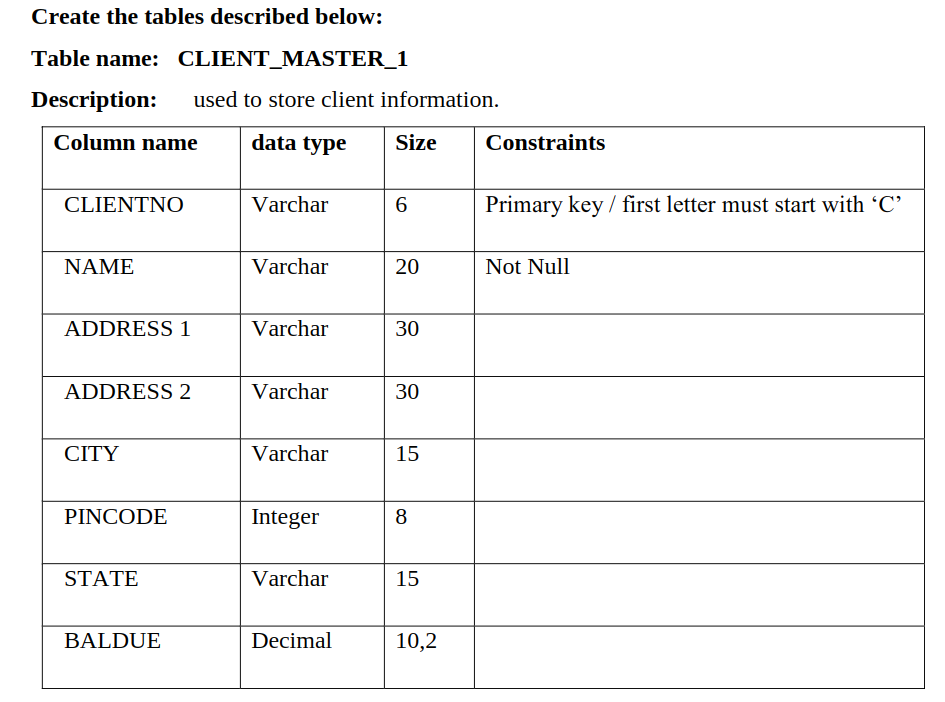 Create the tables described below:
Table name: CLIENT_MASTER_1
Description: used to store client information.
Column name data type Size Constraints
CLIENTNO Varchar 6 Primary key / first letter must start with ‘C’
NAME Varchar 20 Not Null
ADDRESS 1 Varchar 30
ADDRESS 2 Varchar 30
CITY Varchar 15
PINCODE Integer 8
STATE Varchar 15
BALDUE Decimal 10,2